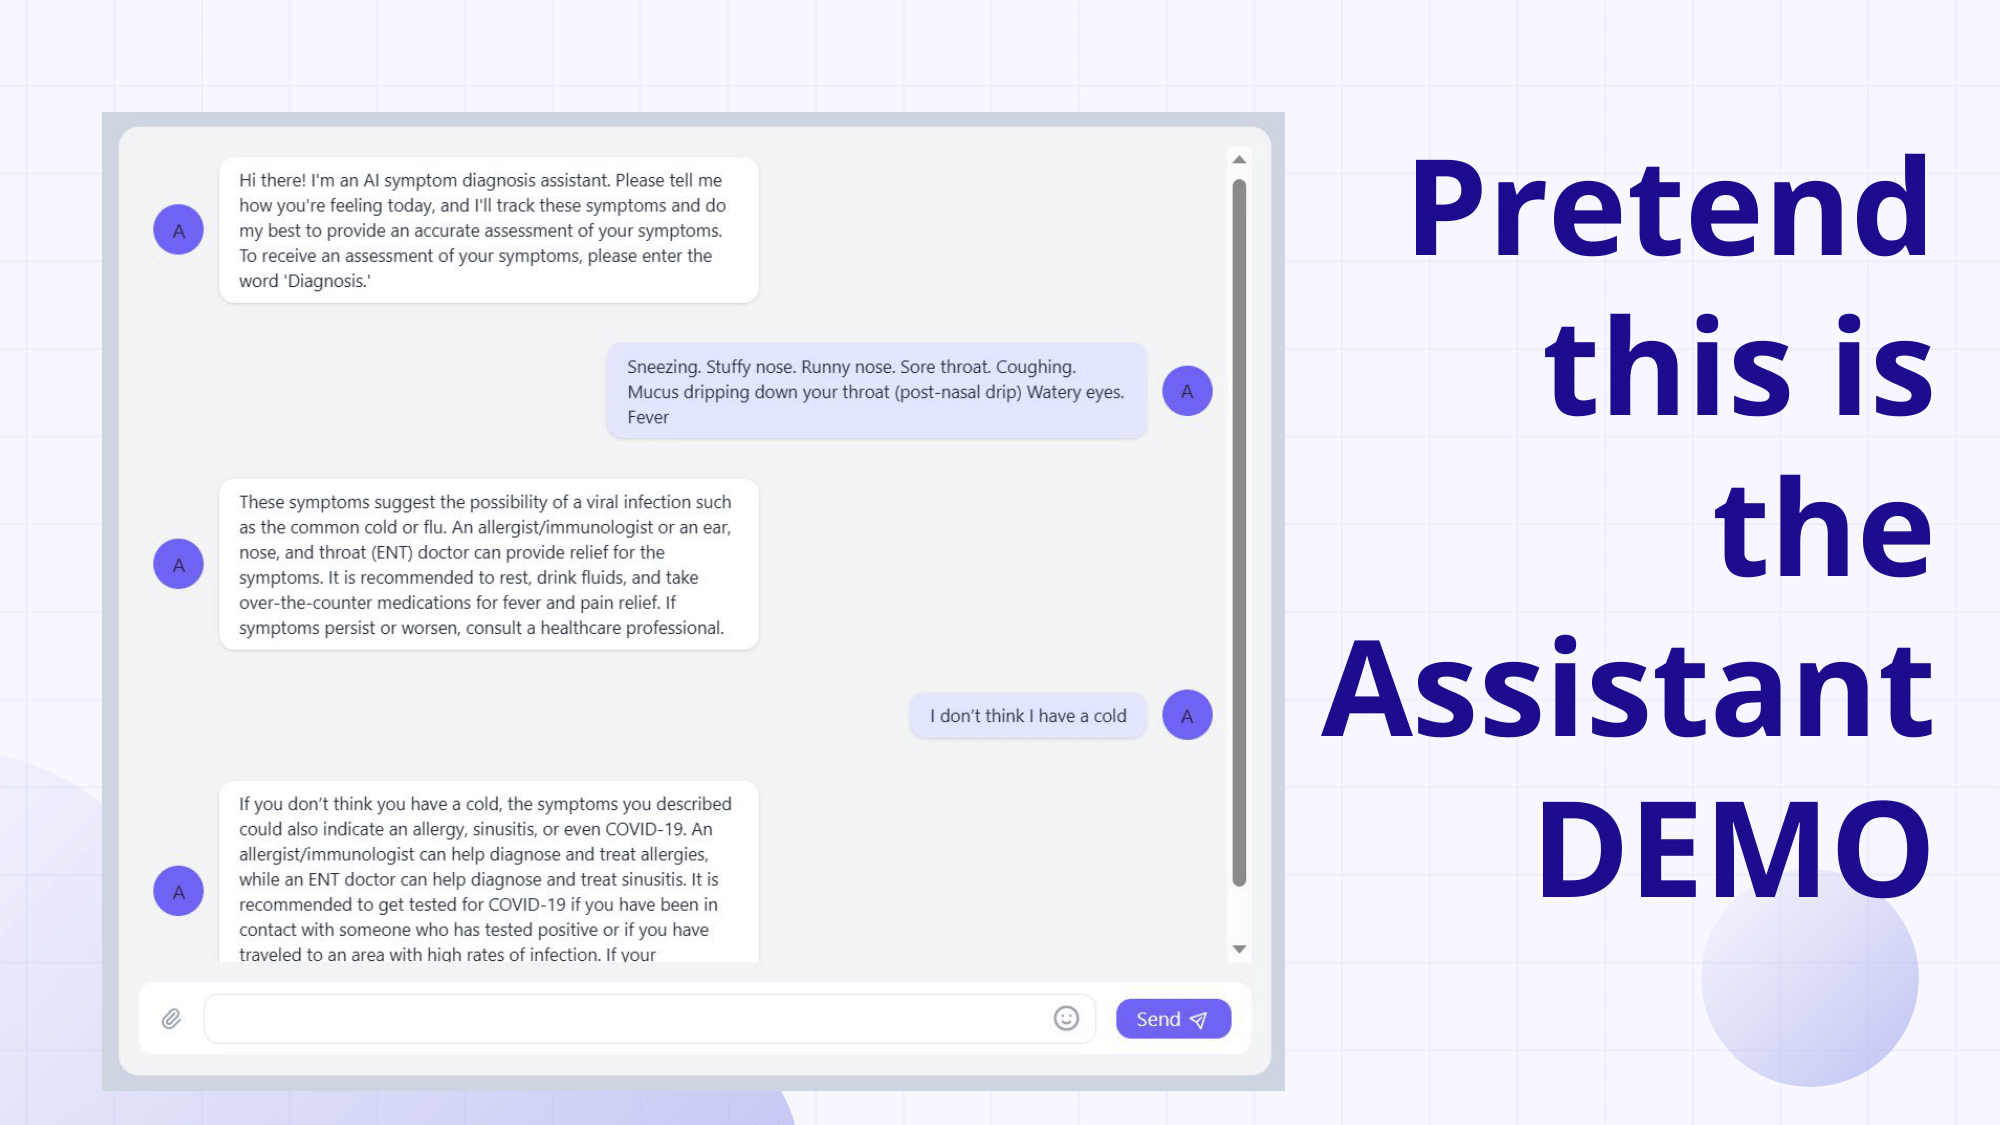 Hi there! I'm an AI symptom diagnosis assistant. Please tell me
how you're feeling today, and I'll track these symptoms and do
my best to provide an accurate assessment of your symptoms.
To receive an assessment of your symptoms, please enter the
word 'Diagnosis.'
A
Sneezing. Stuffy nose. Runny nose. Sore throat. Coughing.
Mucus dripping down your throat (post-nasal drip) Watery eyes.
Fever
A
These symptoms suggest the possibility of a viral infection such
as the common cold or flu. An allergist/immunologist or an ear,
nose, and throat (ENT) doctor can provide relief for the
symptoms. It is recommended to rest, drink fluids, and take
over-the-counter medications for fever and pain relief. If
symptoms persist or worsen, consult a healthcare professional.
A
I don’t think I have a cold
A
If you don’t think you have a cold, the symptoms you described
could also indicate an allergy, sinusitis, or even COVID-19. An
allergist/immunologist can help diagnose and treat allergies,
while an ENT doctor can help diagnose and treat sinusitis. It is
recommended to get tested for COVID-19 if you have been in
contact with someone who has tested positive or if you have
traveled to an area with high rates of infection. If your
A
Send
Pretend
this is
the
Assistant
DEMO